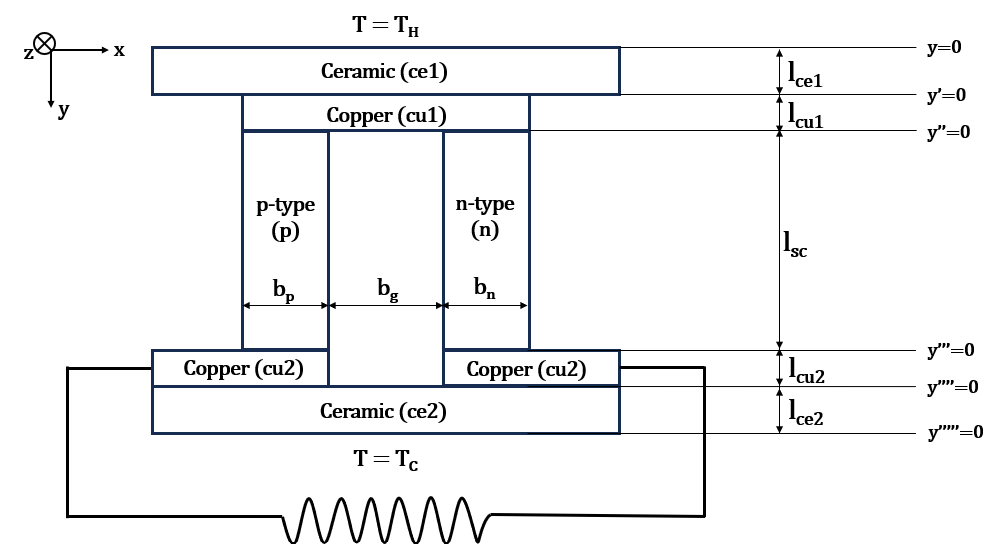 T = T_H
z
x
y
Ceramic (ce1)
l_ce1
y=0
Copper (cu1)
l_cu1
y'=0
y''=0
p-type
(p)
n-type
(n)
l_sc
b_p
b_g
b_n
Copper (cu2)
Copper (cu2)
l_cu2
y'''=0
y''''=0
Ceramic (ce2)
l_ce2
y'''''=0
T = T_C